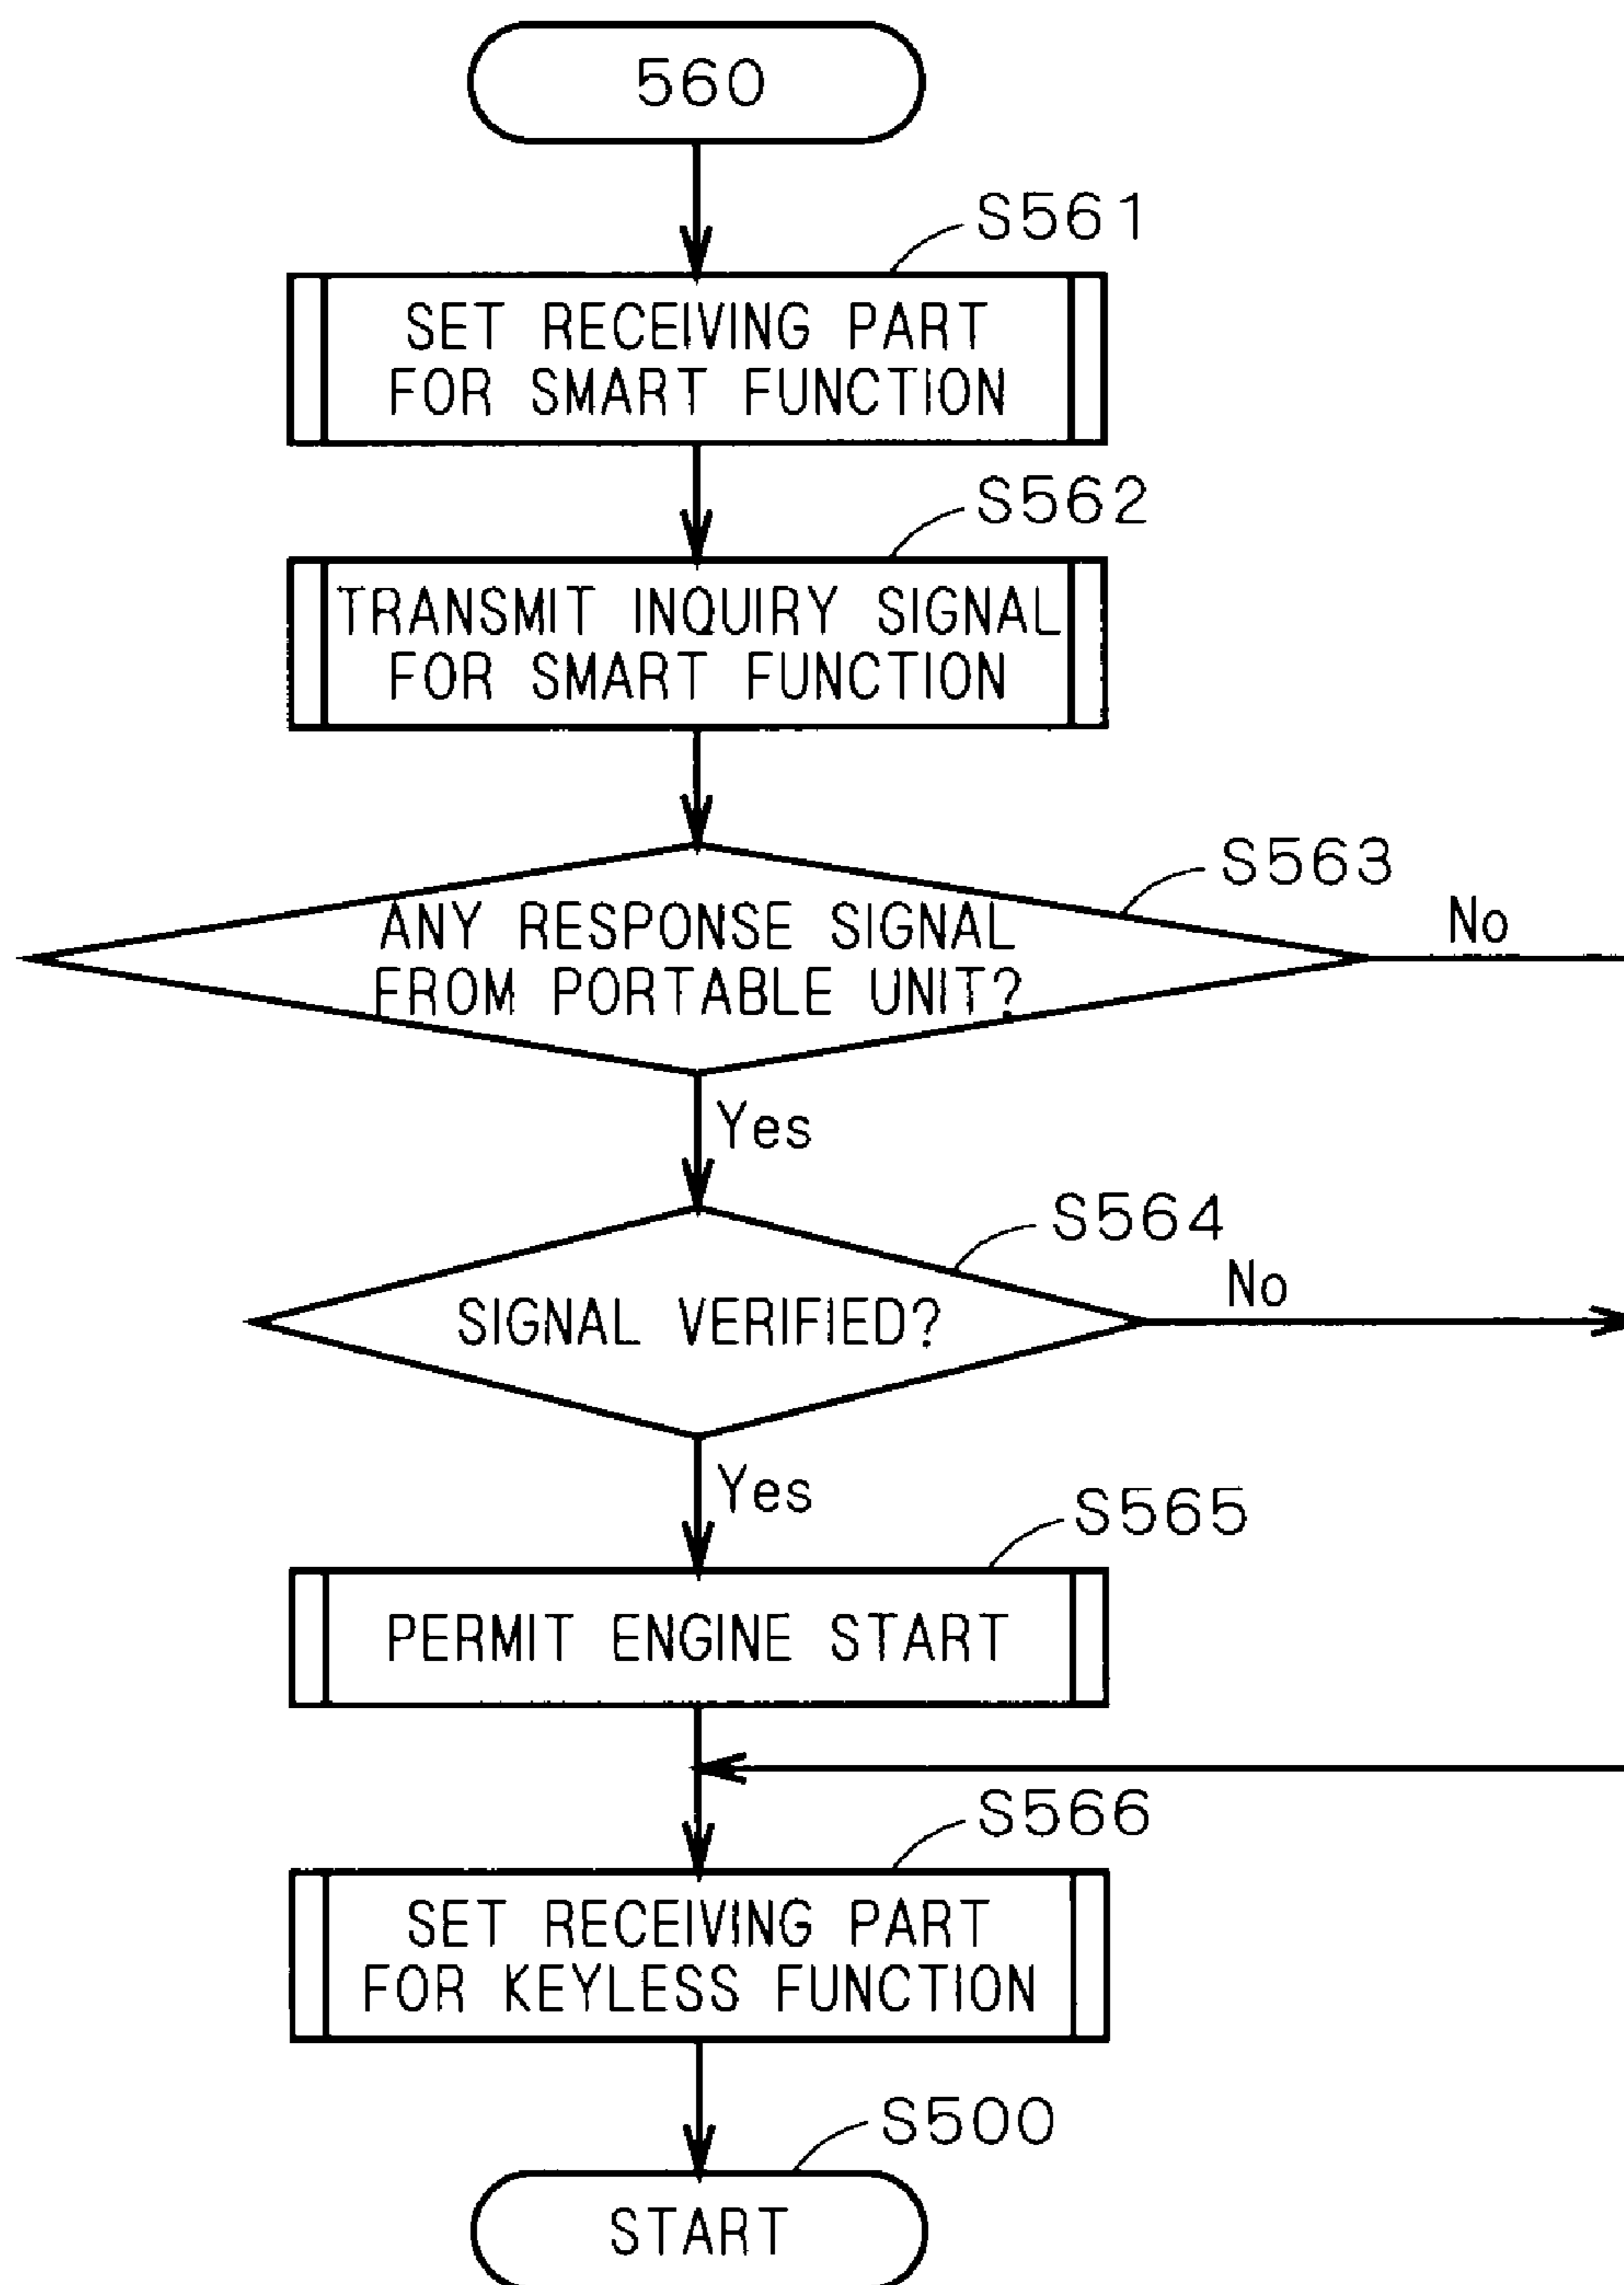 560
S561
SET RECEIVING PART
FOR SMART FUNCTION
S562
TRANSMIT INQUIRY SIGNAL
FOR SMART FUNCTION
S563
ANY RESPONSE SIGNAL
FROM PORTABLE UNIT?
No
Yes
S564
SIGNAL VERIFIED?
No
Yes
S565
PERMIT ENGINE START
S566
SET RECEIVING PART
FOR KEYLESS FUNCTION
S500
START